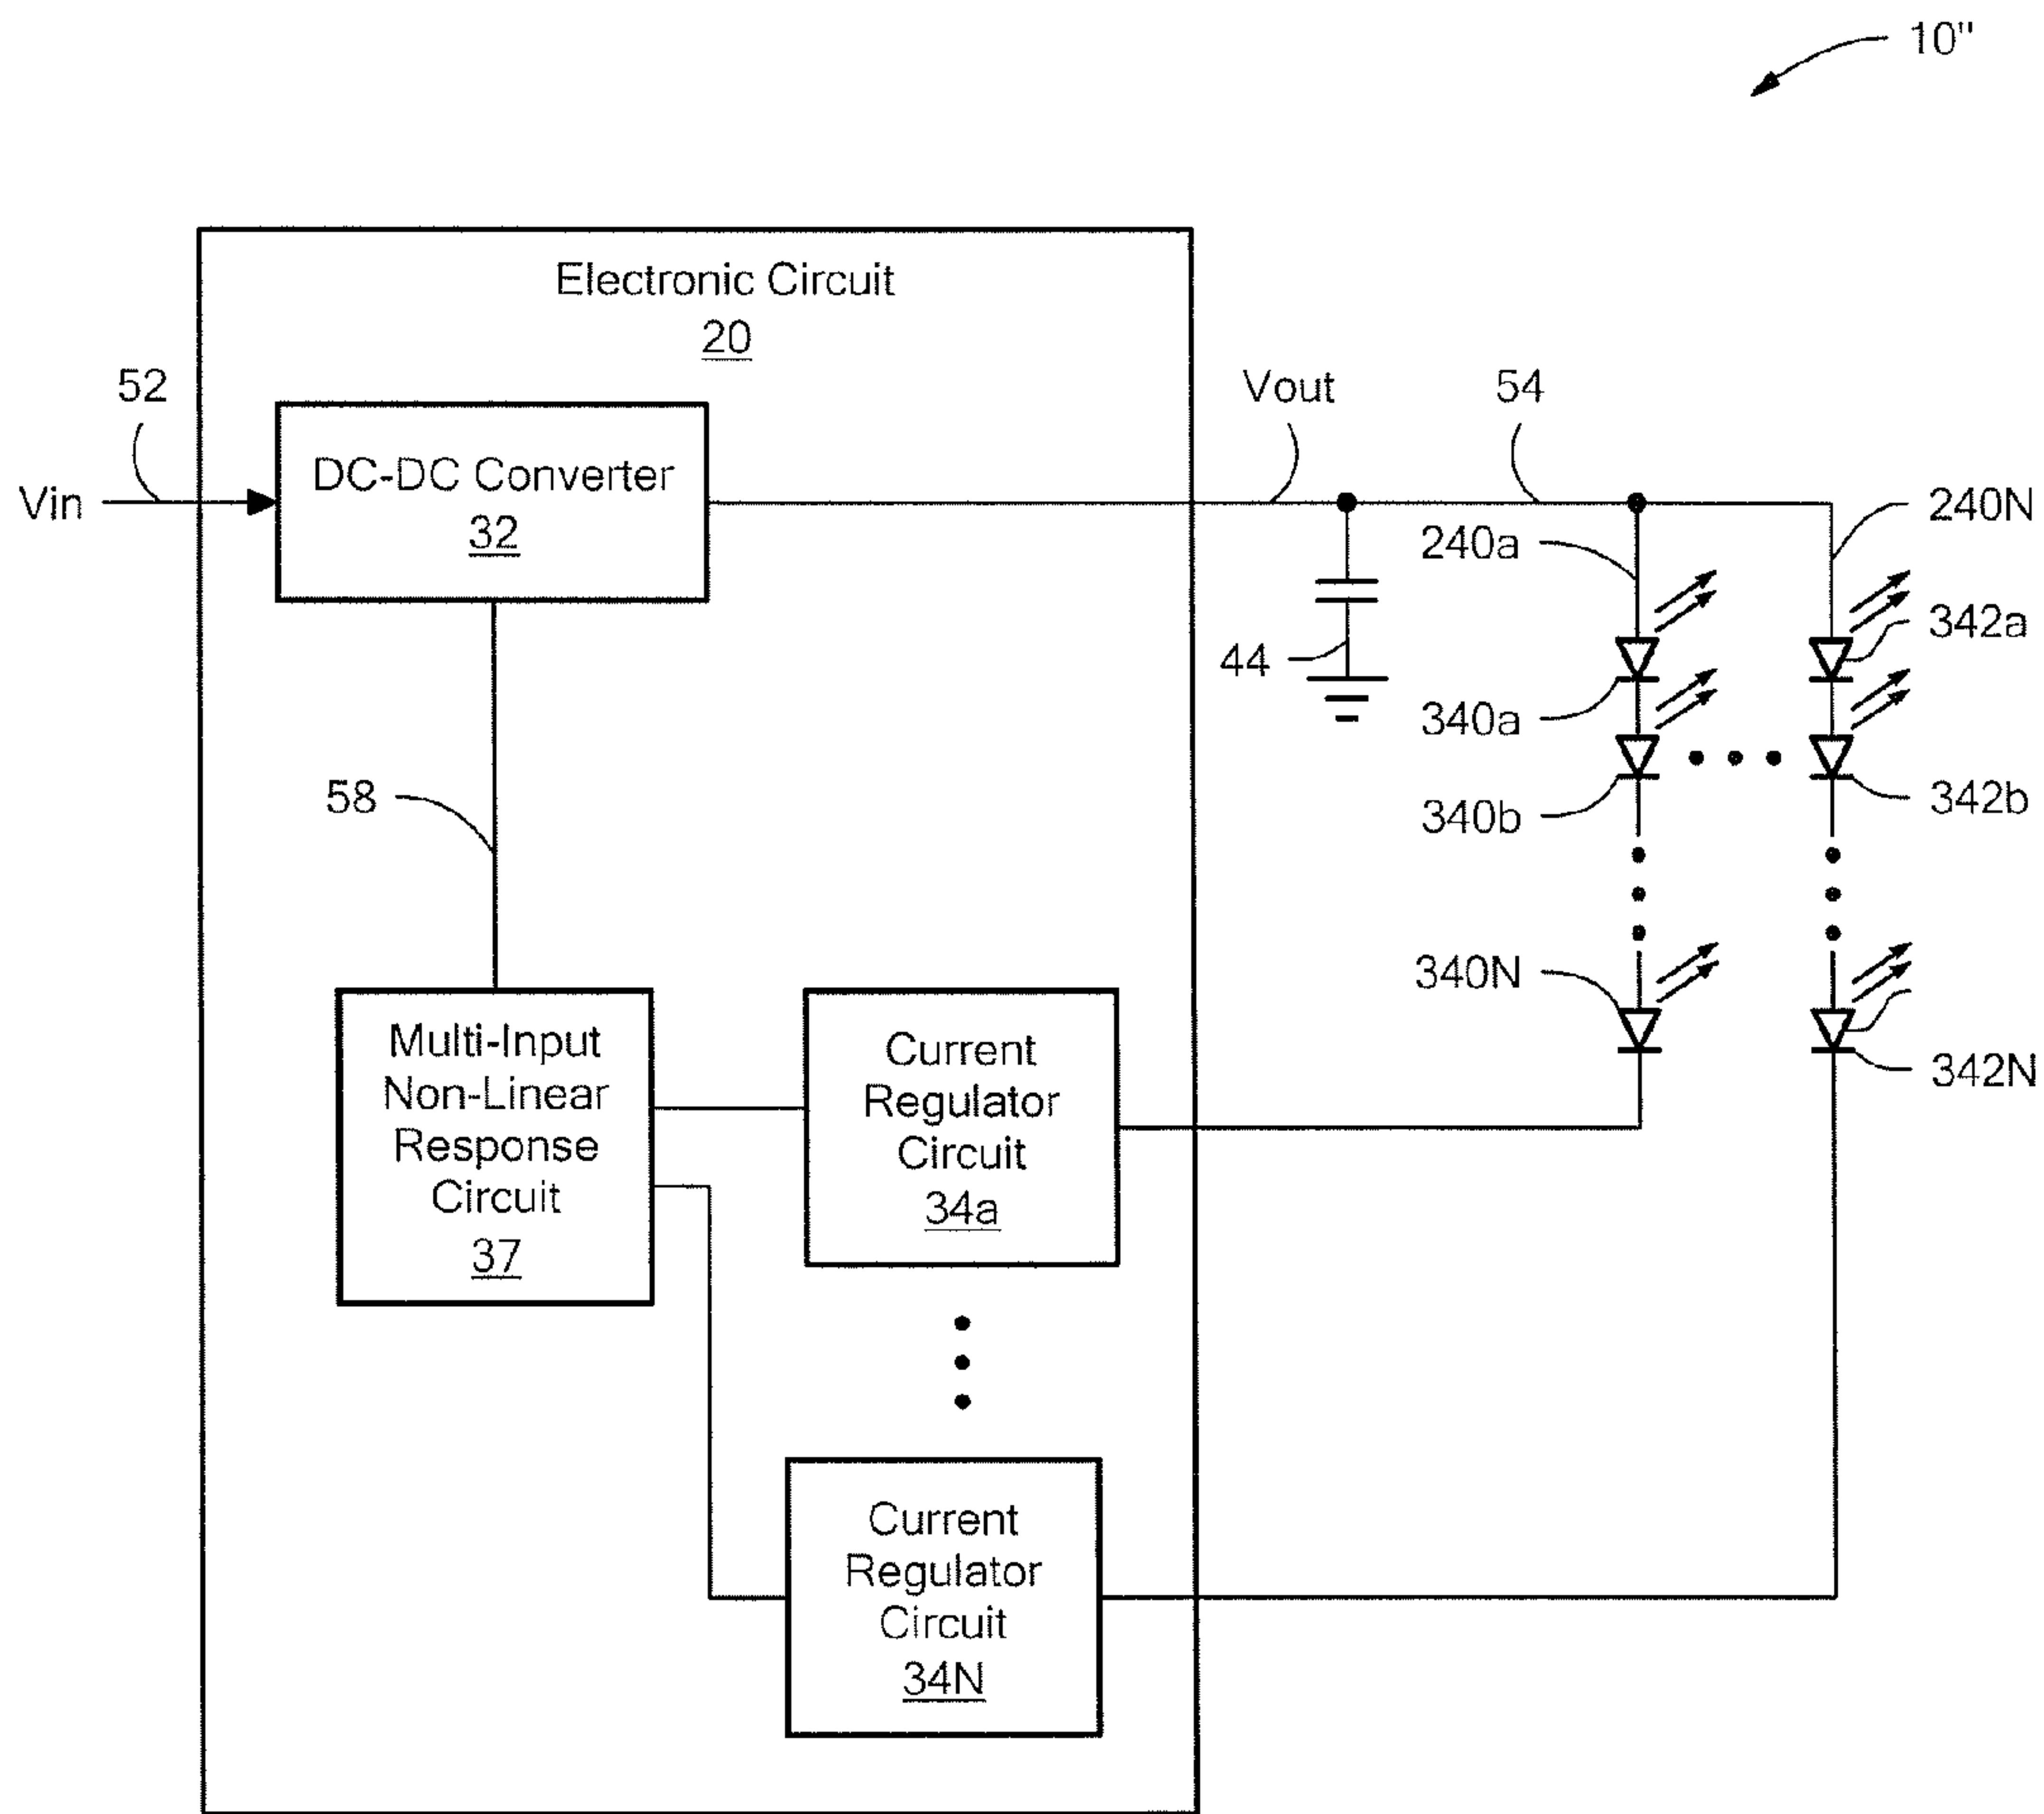 10"
Electronic Circuit
20
52
Vout
54
DC-DC Converter
32
Vin
240N
240a
342a
44
340a
58
340b
342b
340N
Multi-Input
Non-Linear
Response
Circuit
37
Current
Regulator
Circuit
34a
342N
Current
Regulator
Circuit
34N